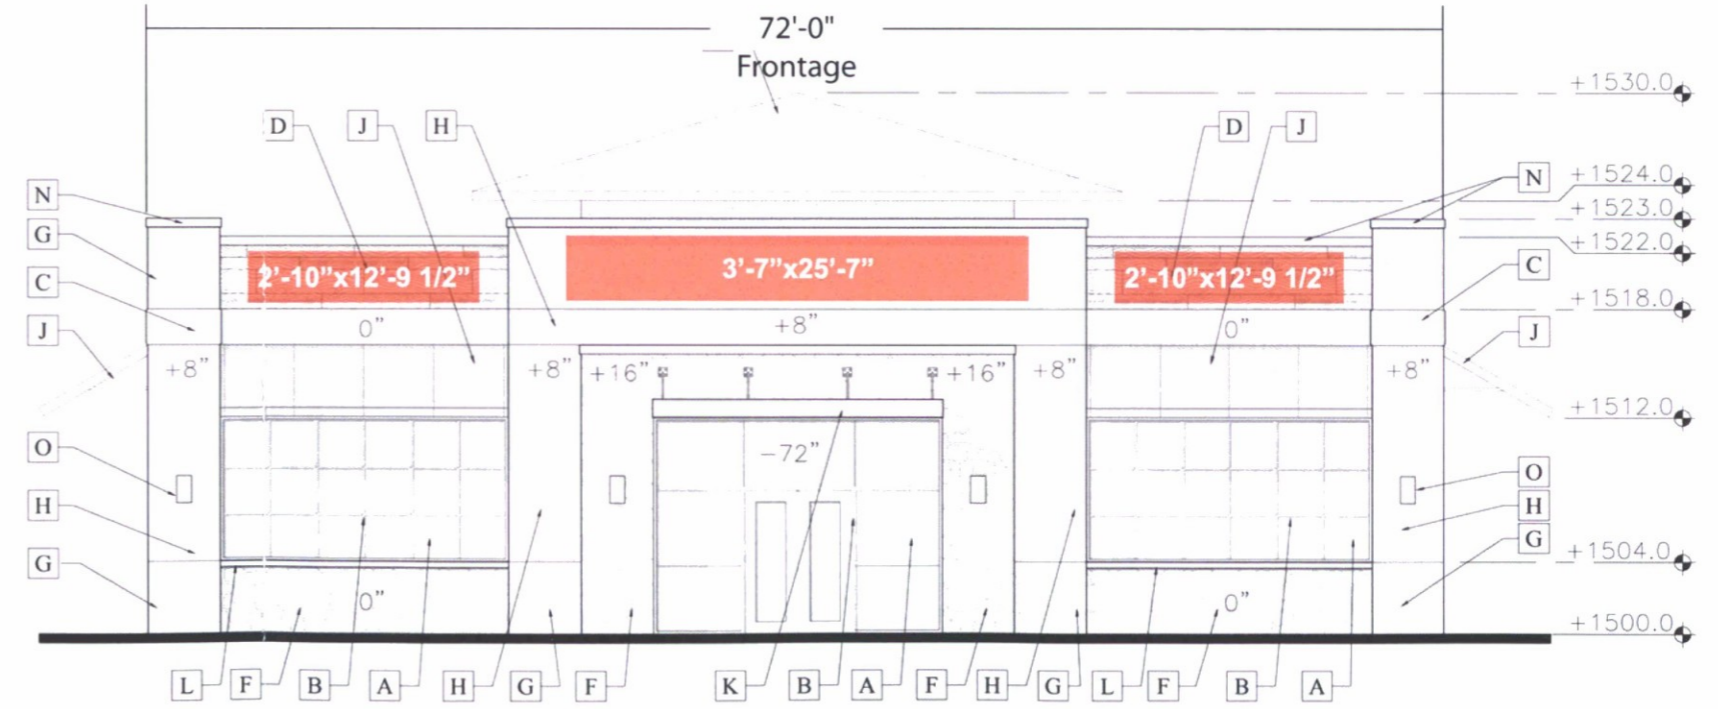 72'-0"
Frontage
+1530.0
D J H D J
N N +1524.0
+1523.0
G +1522.0
2'-10"x12'-9 1/2" 3'-7"x25'-7" 2'-10"x12'-9 1/2"
C C
+1518.0
J 0" +8" 0" J
+8" +8" +16" +16" +8" +8"
+1512.0
-72"
O O
H H
G G
+1504.0
0" 0"
+1500.0
L F B A H G F K B A F H G L F B A